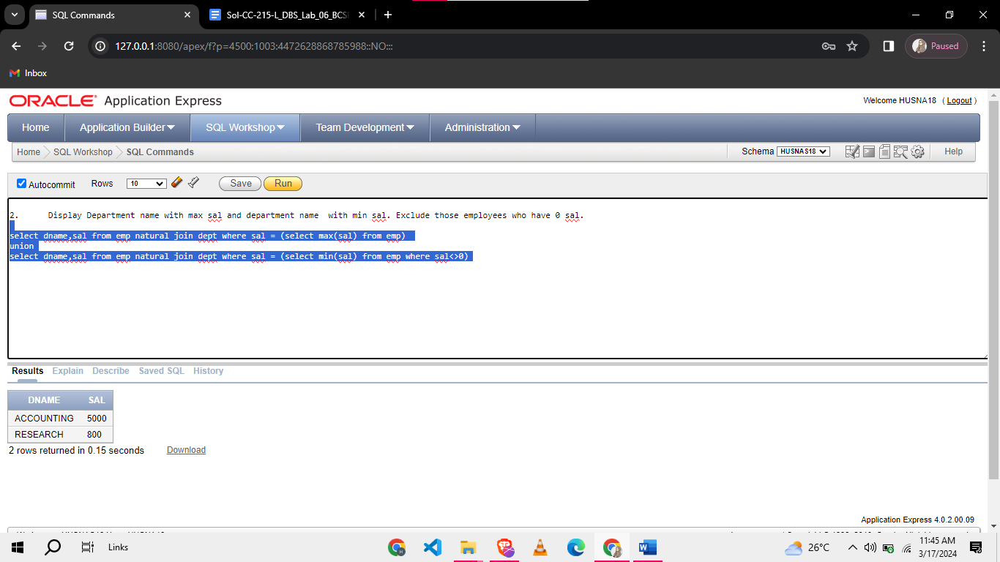 SQL Commands
Sol-CC-215-L_DBS_Lab_06_BCS
127.0.0.1:8080/apex/f?p=4500:1003:4472628868785988::NO:::
Paused
Inbox
ORACLE Application Express
Welcome HUSNA18 ( Logout )
Home Application Builder SQL Workshop Team Development Administration
Home SQL Workshop SQL Commands
Schema HUSNAS18 Help
Autocommit Rows 10 Save Run
2. Display Department name with max sal and department name with min sal. Exclude those employees who have 0 sal.
select dname,sal from emp natural join dept where sal = (select max(sal) from emp)
union
select dname,sal from emp natural join dept where sal = (select min(sal) from emp where sal<>0)
Results Explain Describe Saved SQL History
DNAME SAL
ACCOUNTING 5000
RESEARCH 800
2 rows returned in 0.15 seconds Download
Application Express 4.0.2.00.09
Links
26°C
11:45 AM
3/17/2024